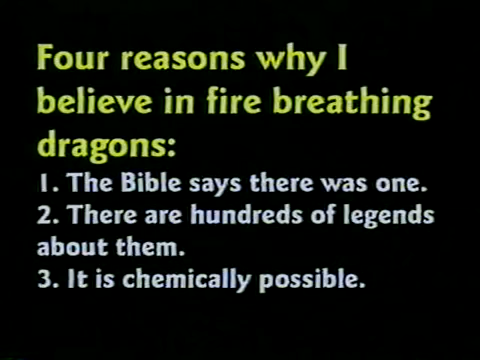 Four reasons why I
believe in fire breathing
dragons:
1. The Bible says there was one.
2. There are hundreds of legends
about them.
3. It is chemically possible.